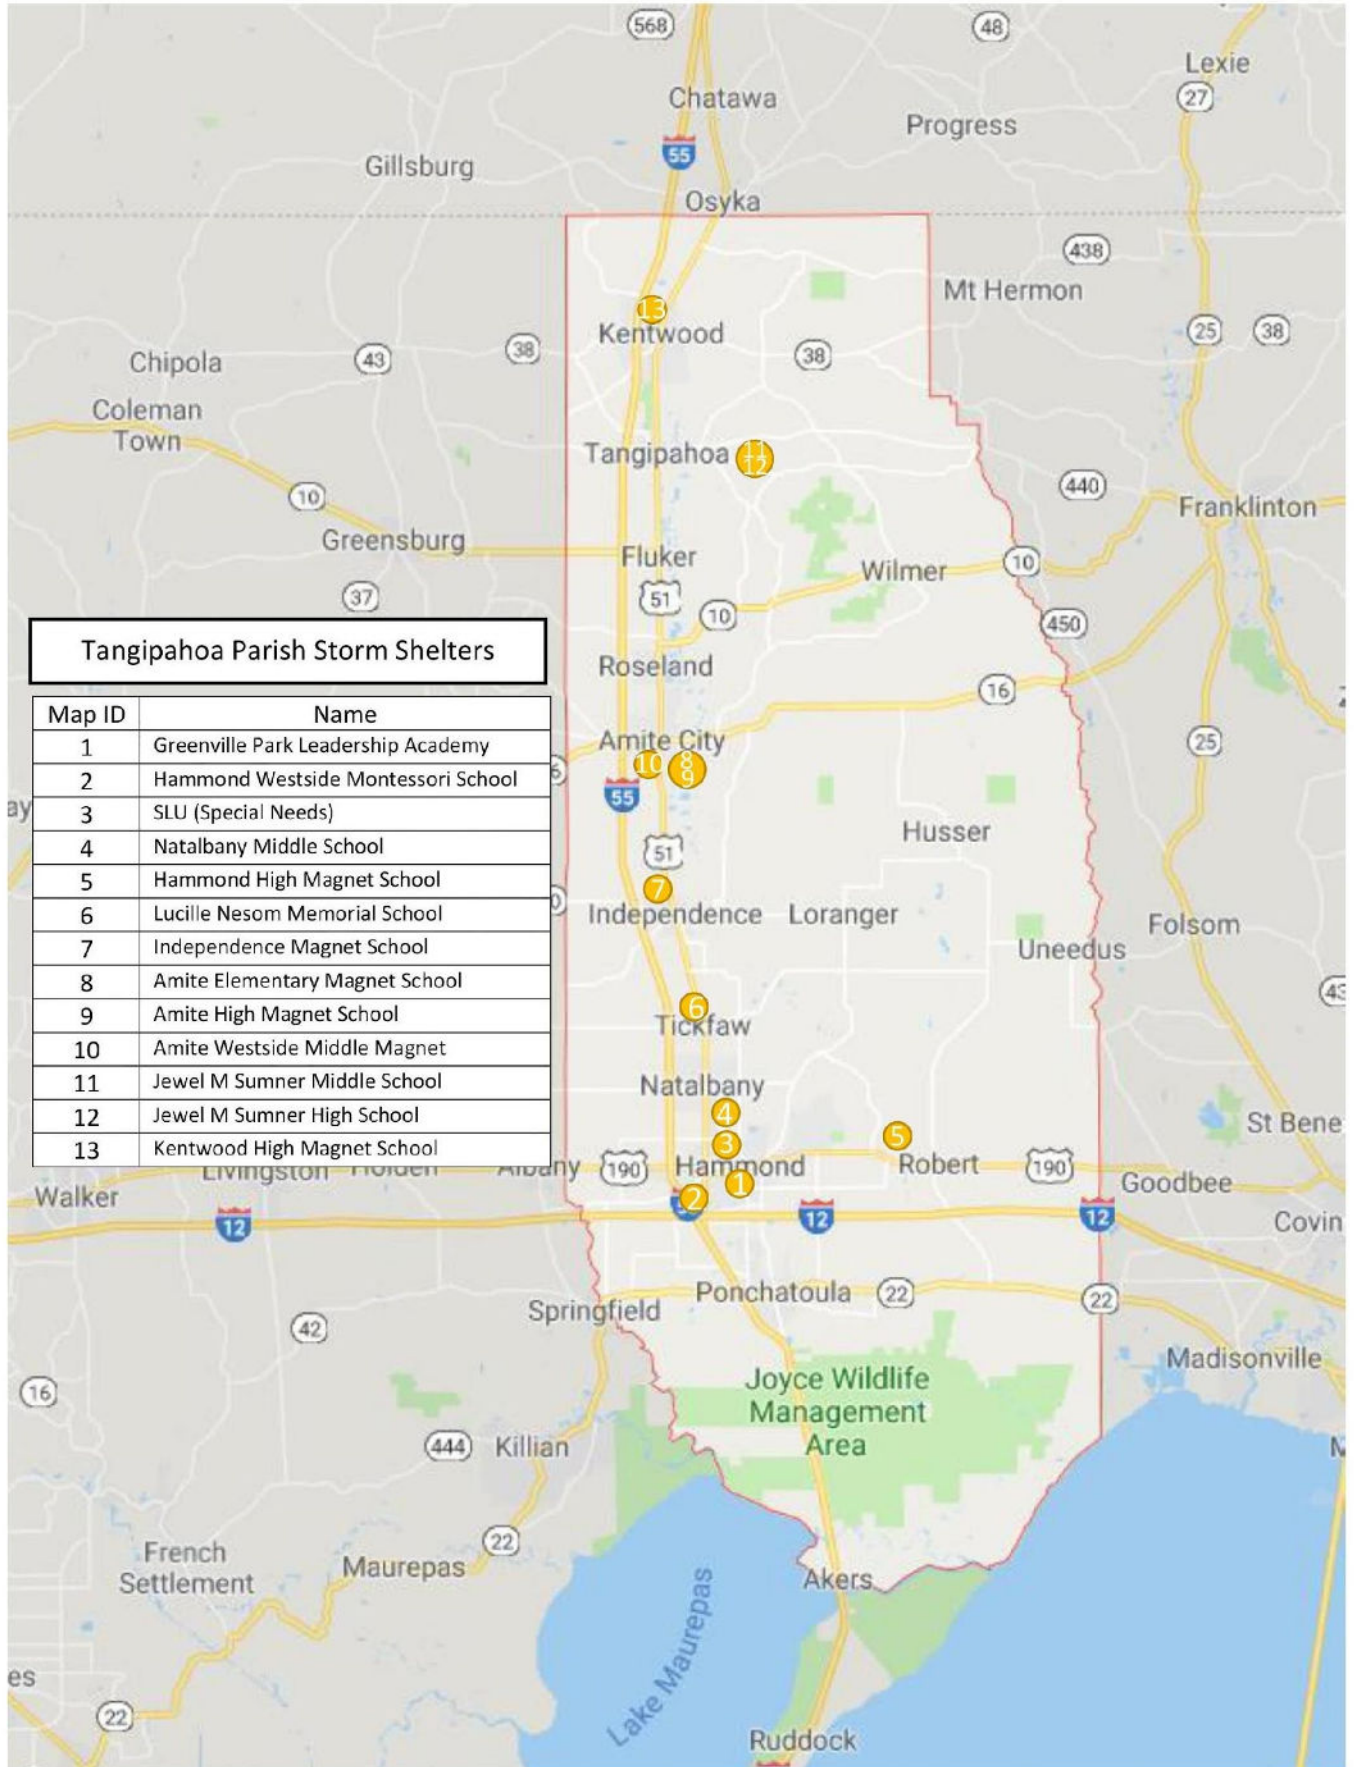 568
48
Lexie
27
Chatawa
Progress
55
Gillsburg
Osyka
438
Mt Hermon
13
Kentwood
25
38
38
38
43
Chipola
Coleman
Town
Tangipahoa
11
12
440
10
Franklinton
Greensburg
Fluker
Wilmer
10
37
51
10
450
Roseland
16
Tangipahoa Parish Storm Shelters
Map ID Name
1 Greenville Park Leadership Academy
2 Hammond Westside Montessori School
3 SLU (Special Needs)
4 Natalbany Middle School
5 Hammond High Magnet School
6 Lucille Nesom Memorial School
7 Independence Magnet School
8 Amite Elementary Magnet School
9 Amite High Magnet School
10 Amite Westside Middle Magnet
11 Jewel M Sumner Middle School
12 Jewel M Sumner High School
13 Kentwood High Magnet School
Amite City
25
10
8
9
55
ay
Husser
51
7
Independence
Loranger
Folsom
Uneedus
43
6
Tickfaw
Natalbany
4
St Bene
3
5
Livingston
Holden
Albany
190
Hammond
Robert
190
1
Goodbee
Walker
2
12
12
12
Covin
Ponchatoula
22
22
Springfield
42
Madisonville
16
Joyce Wildlife
Management
Area
444
Killian
22
French
Settlement
Maurepas
Akers
Lake Maurepas
es
22
Ruddock